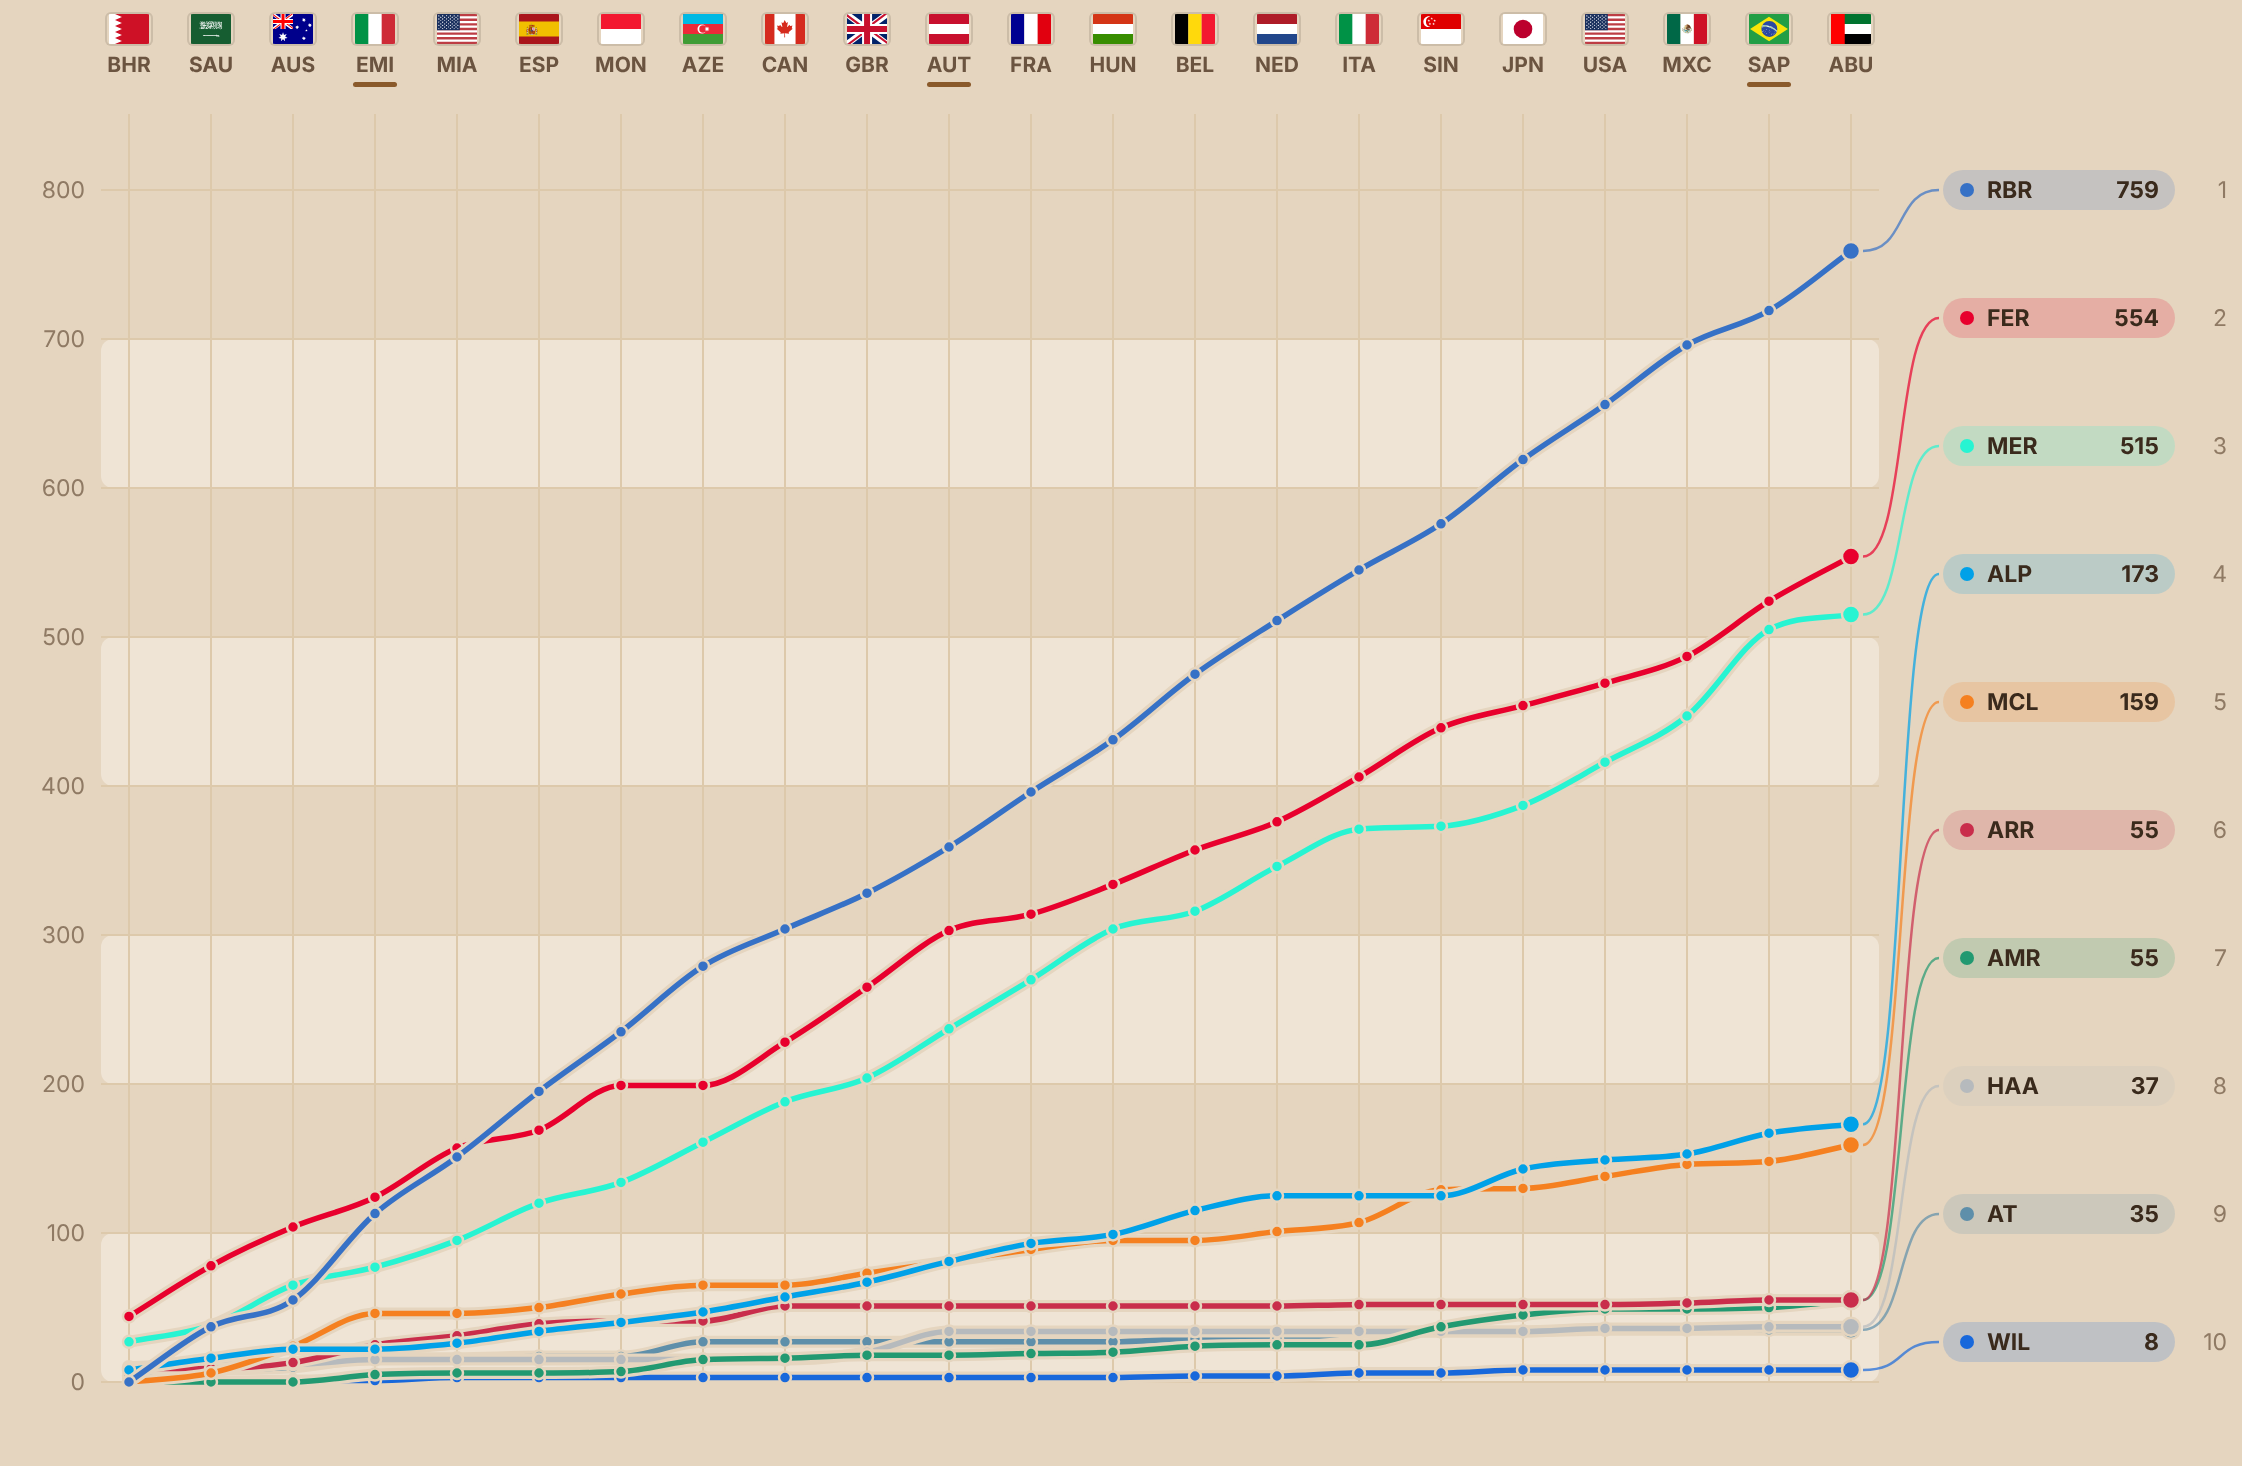 BHR SAU AUS EMI MIA ESP MON AZE CAN GBR AUT FRA HUN BEL NED ITA SIN JPN USA MXC SAP ABU
800
700
600
500
400
300
200
100
0
RBR 759 1
FER 554 2
MER 515 3
ALP 173 4
MCL 159 5
ARR 55 6
AMR 55 7
HAA 37 8
AT 35 9
WIL 8 10